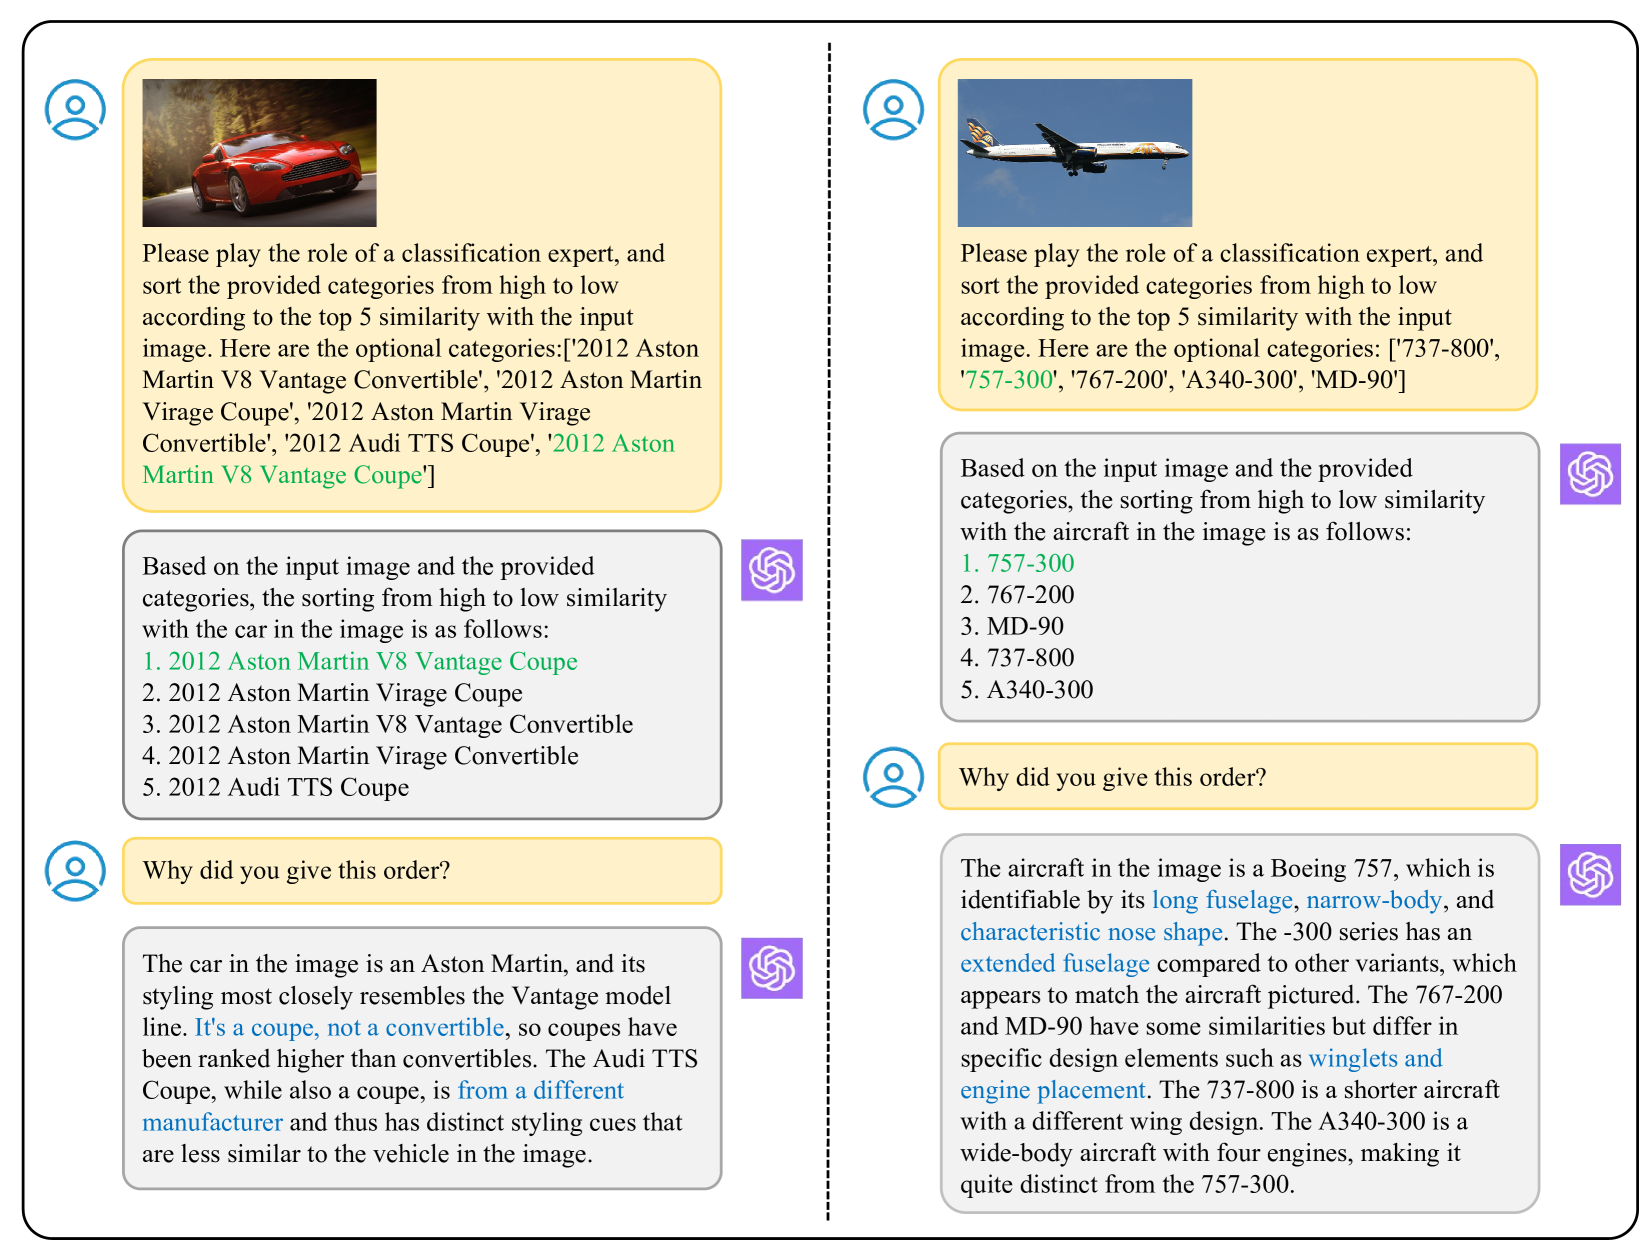 Please play the role of a classification expert, and
sort the provided categories from high to low
according to the top 5 similarity with the input
image. Here are the optional categories:['2012 Aston
Martin V8 Vantage Convertible', '2012 Aston Martin
Virage Coupe', '2012 Aston Martin Virage
Convertible', '2012 Audi TTS Coupe', '2012 Aston
Martin V8 Vantage Coupe']
Based on the input image and the provided
categories, the sorting from high to low similarity
with the car in the image is as follows:
1. 2012 Aston Martin V8 Vantage Coupe
2. 2012 Aston Martin Virage Coupe
3. 2012 Aston Martin V8 Vantage Convertible
4. 2012 Aston Martin Virage Convertible
5. 2012 Audi TTS Coupe
Why did you give this order?
The car in the image is an Aston Martin, and its
styling most closely resembles the Vantage model
line. It's a coupe, not a convertible, so coupes have
been ranked higher than convertibles. The Audi TTS
Coupe, while also a coupe, is from a different
manufacturer and thus has distinct styling cues that
are less similar to the vehicle in the image.
Please play the role of a classification expert, and
sort the provided categories from high to low
according to the top 5 similarity with the input
image. Here are the optional categories: ['737-800',
'757-300', '767-200', 'A340-300', 'MD-90']
Based on the input image and the provided
categories, the sorting from high to low similarity
with the aircraft in the image is as follows:
1. 757-300
2. 767-200
3. MD-90
4. 737-800
5. A340-300
Why did you give this order?
The aircraft in the image is a Boeing 757, which is
identifiable by its long fuselage, narrow-body, and
characteristic nose shape. The -300 series has an
extended fuselage compared to other variants, which
appears to match the aircraft pictured. The 767-200
and MD-90 have some similarities but differ in
specific design elements such as winglets and
engine placement. The 737-800 is a shorter aircraft
with a different wing design. The A340-300 is a
wide-body aircraft with four engines, making it
quite distinct from the 757-300.